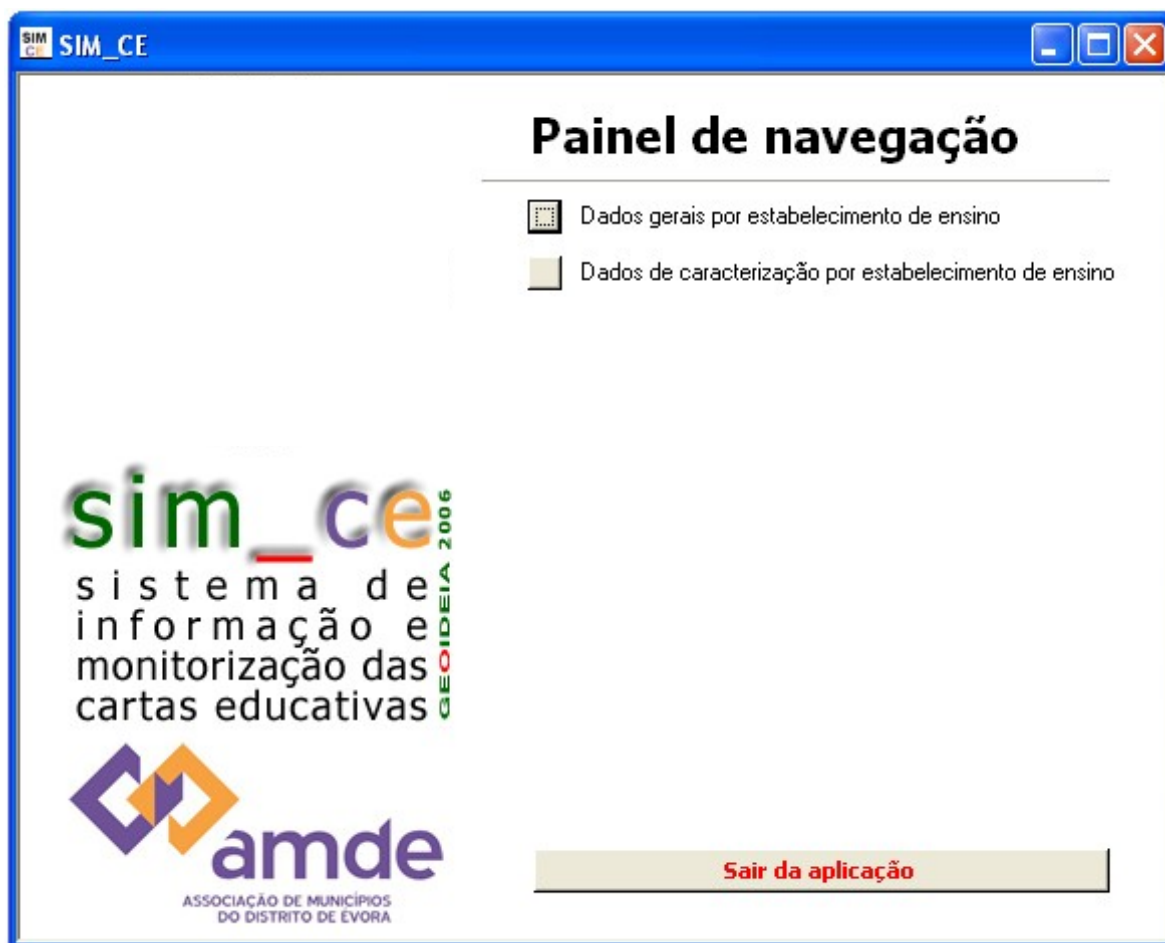 SIM
CE
SIM_CE
Painel de navegação
Dados gerais por estabelecimento de ensino
Dados de caracterização por estabelecimento de ensino
sim_ce
sistema de
informação e
monitorização das
cartas educativas
GEOIDEIA 2006
amde
ASSOCIAÇÃO DE MUNICÍPIOS
DO DISTRITO DE ÉVORA
Sair da aplicação